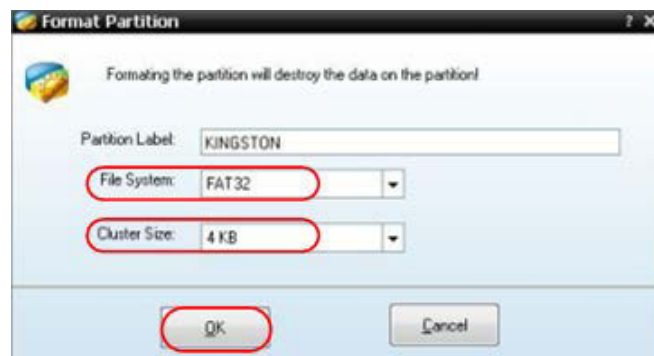 Format Partition ? X
Formating the partition will destroy the data on the partition!
Partition Label: KINGSTON
File System: FAT32
Cluster Size: 4 KB
OK Cancel